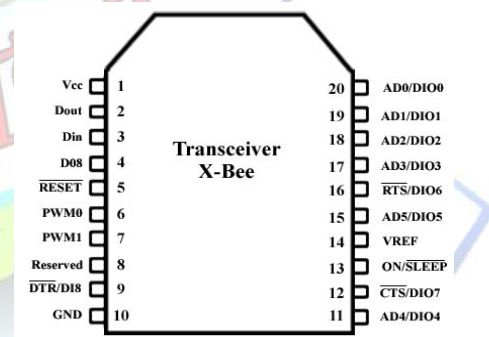 Transceiver
X-Bee
Vcc 1
Dout 2
Din 3
D08 4
RESET 5
PWM0 6
PWM1 7
Reserved 8
DTR/DI8 9
GND 10
20 AD0/DIO0
19 AD1/DIO1
18 AD2/DIO2
17 AD3/DIO3
16 RTS/DIO6
15 AD5/DIO5
14 VREF
13 ON/SLEEP
12 CTS/DIO7
11 AD4/DIO4